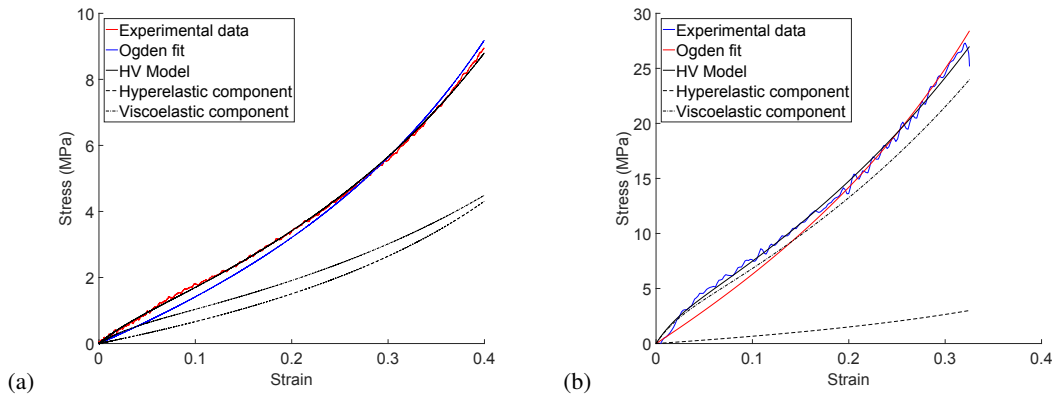 10
8
6
4
2
0
Stress (MPa)
Experimental data
Ogden fit
HV Model
Hyperelastic component
Viscoelastic component
0 0.1 0.2 0.3 0.4
Strain
(a)
30
25
20
15
10
5
0
Stress (MPa)
Experimental data
Ogden fit
HV Model
Hyperelastic component
Viscoelastic component
0 0.1 0.2 0.3 0.4
Strain
(b)